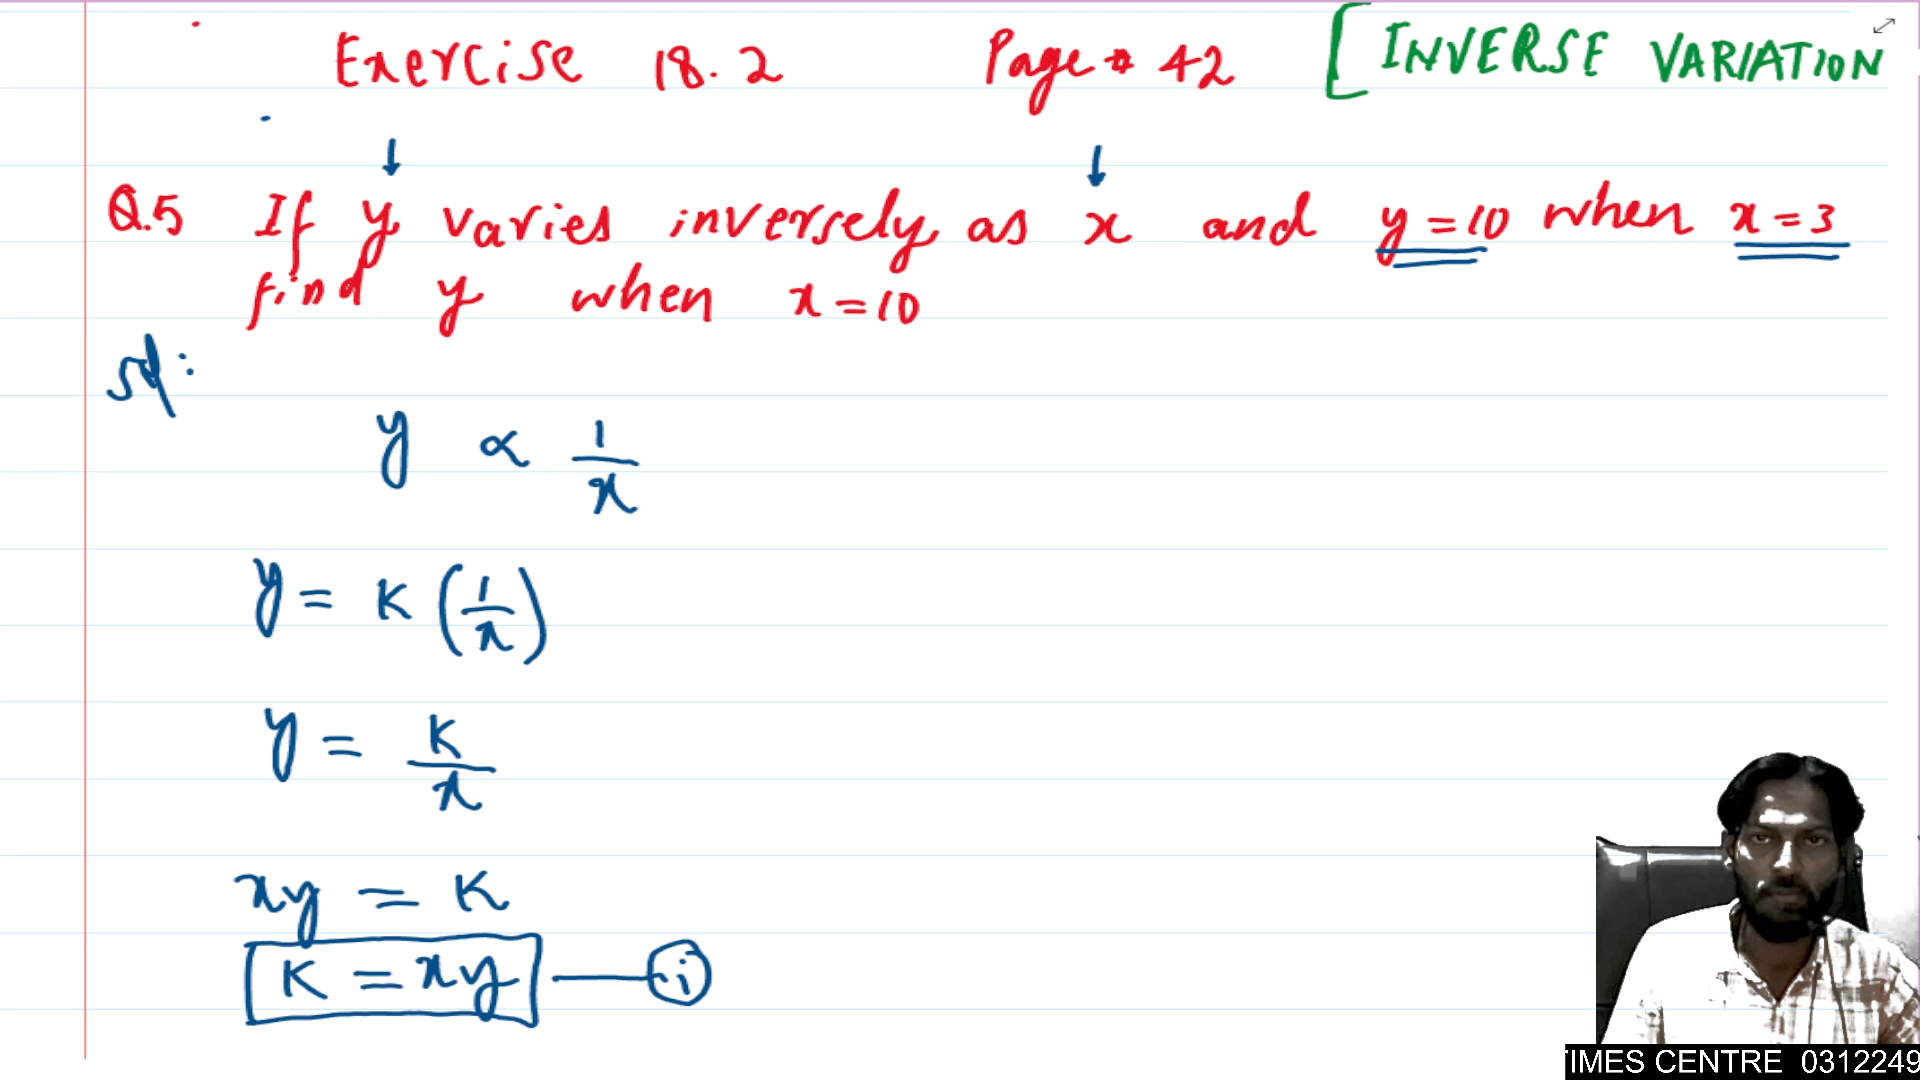 Exercise 18.2 Page # 42 [INVERSE VARIATION
Q.5 If y varies inversely as x and y = 10 when x = 3
find y when x = 10
Sol:
y ∝ 1/x
y = K (1/x)
y = K/x
xy = K
K = xy — (i)
TIMES CENTRE 0312249